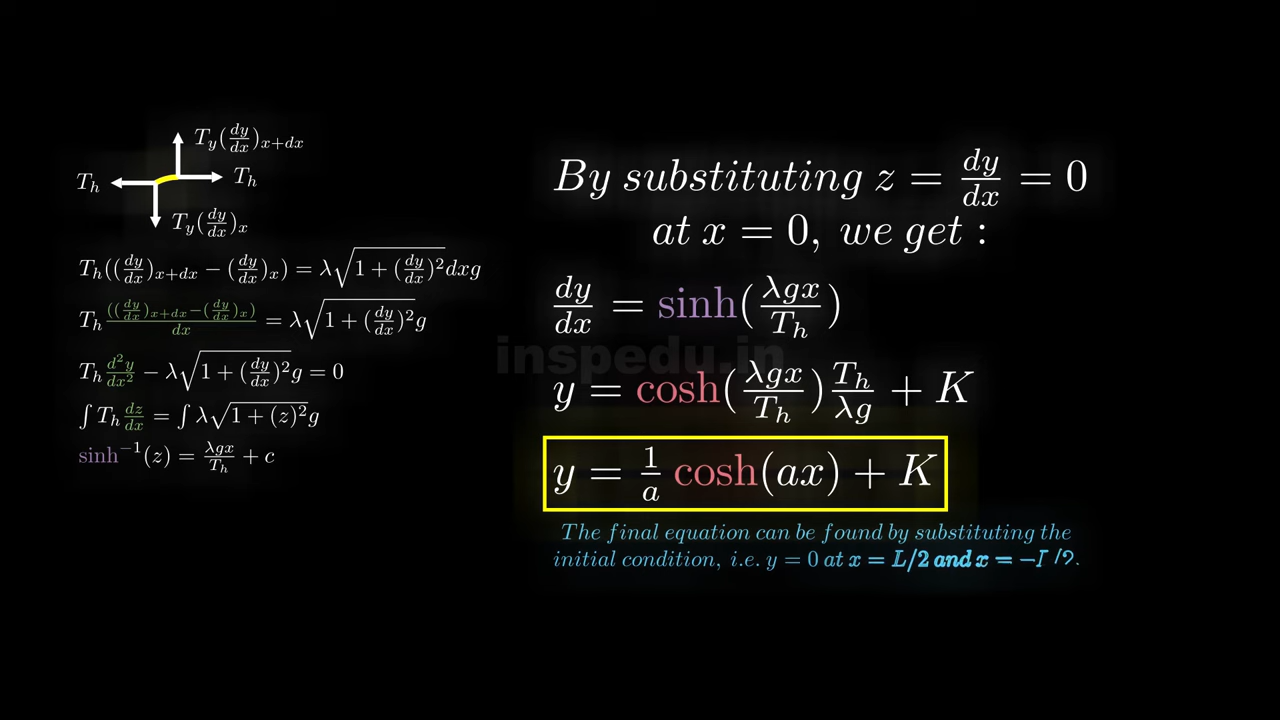 T_y(dy/dx)_{x+dx}
T_h
T_h
T_y(dy/dx)_x
T_h((dy/dx)_{x+dx} − (dy/dx)_x) = λ√(1 + (dy/dx)²)dxg
T_h ((dy/dx)_{x+dx}−(dy/dx)_x)/dx = λ√(1 + (dy/dx)²)g
T_h d²y/dx² − λ√(1 + (dy/dx)²)g = 0
∫ T_h dz/dx = ∫ λ√(1 + (z)²)g
sinh⁻¹(z) = λgx/T_h + c
By substituting z = dy/dx = 0
at x = 0, we get :
dy/dx = sinh(λgx/T_h)
inspedu.in
y = cosh(λgx/T_h) T_h/λg + K
y = 1/a cosh(ax) + K
The final equation can be found by substituting the
initial condition, i.e. y = 0 at x = L/2 and x = −